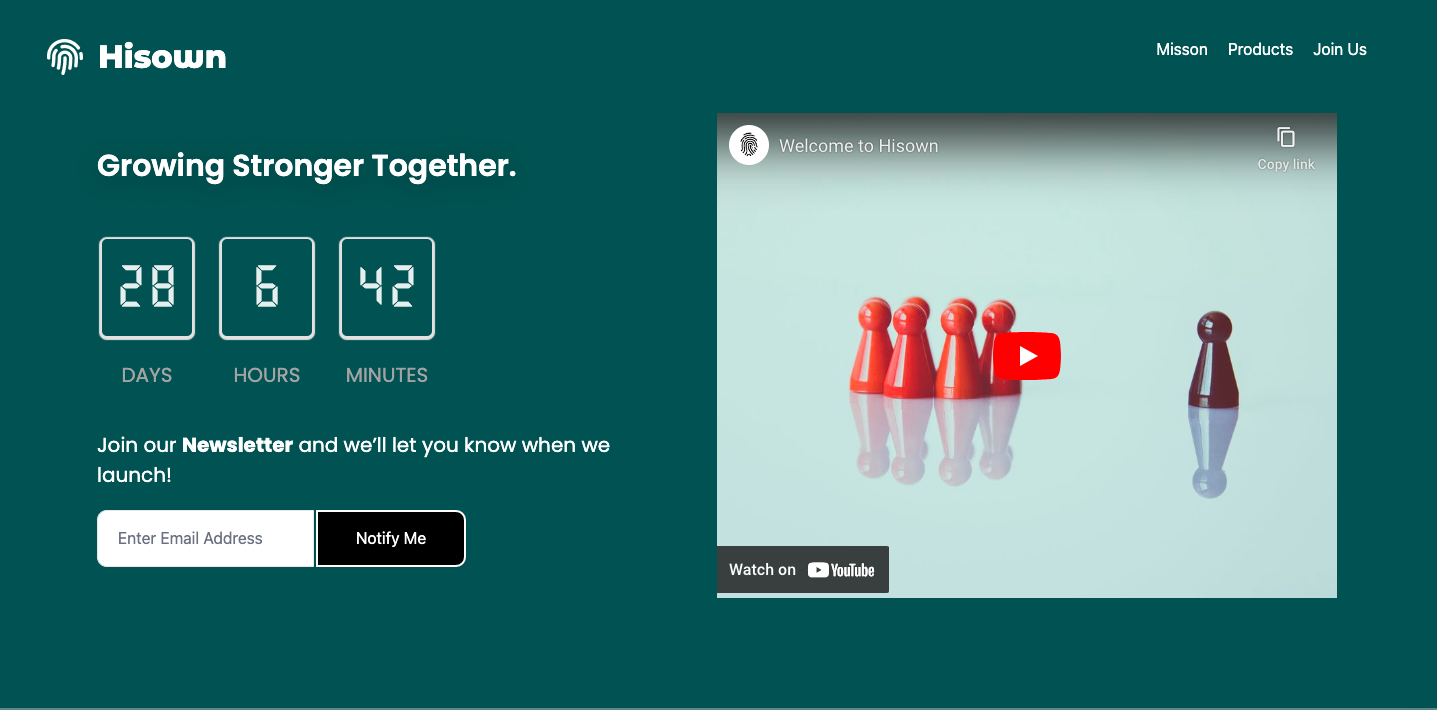 Hisown
Misson Products Join Us
Growing Stronger Together.
28 6 42
DAYS HOURS MINUTES
Join our Newsletter and we'll let you know when we
launch!
Enter Email Address Notify Me
Welcome to Hisown
Copy link
Watch on YouTube